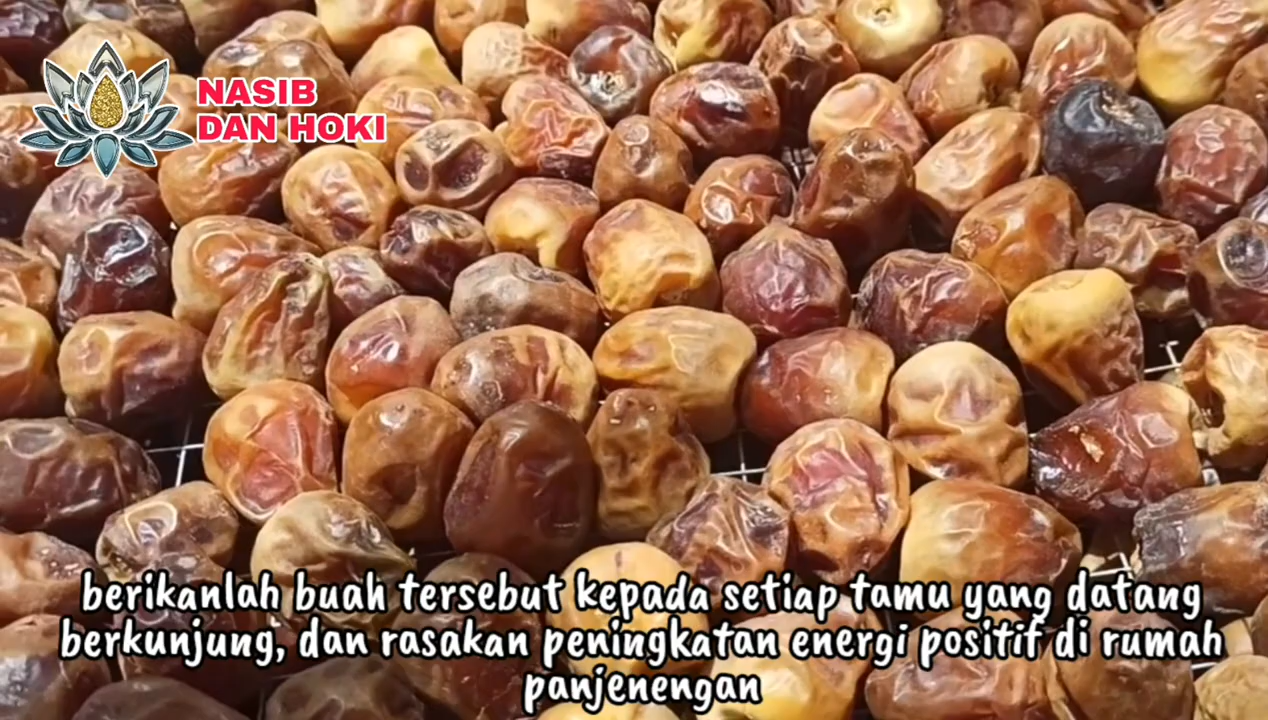 NASIB
DAN HOKI
berikanlah buah tersebut kepada setiap tamu yang datang
berkunjung, dan rasakan peningkatan energi positif di rumah
panjenengan